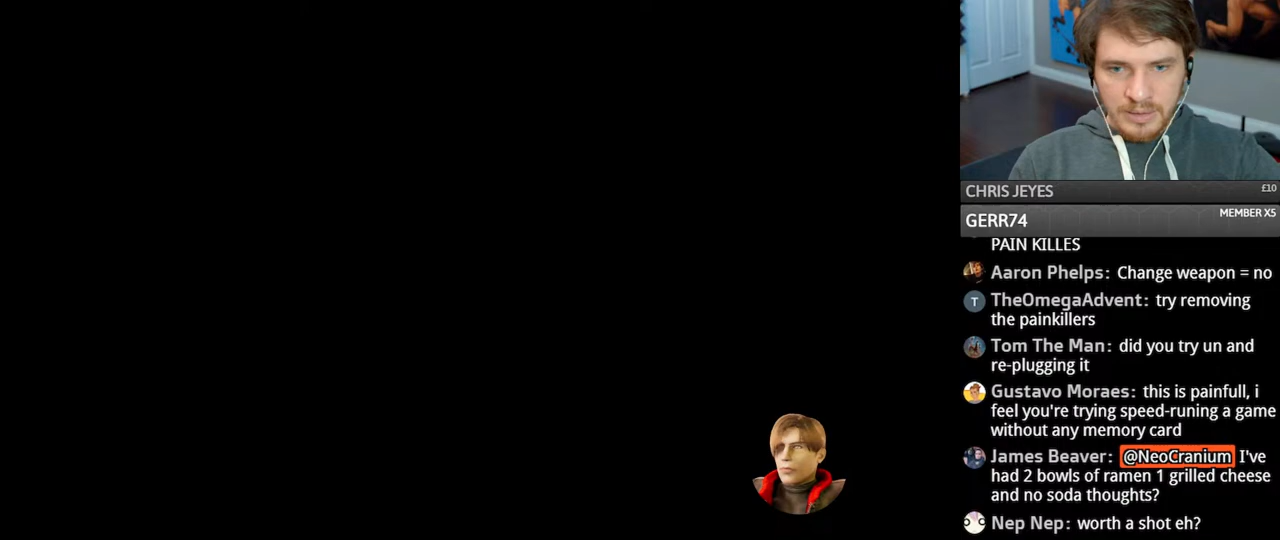 CHRIS JEYES £10
GERR74 MEMBER X5
PAIN KILLES
Aaron Phelps: Change weapon = no
T TheOmegaAdvent: try removing
the painkillers
Tom The Man: did you try un and
re-plugging it
Gustavo Moraes: this is painfull, i
feel you're trying speed-runing a game
without any memory card
James Beaver: @NeoCranium I've
had 2 bowls of ramen 1 grilled cheese
and no soda thoughts?
Nep Nep: worth a shot eh?